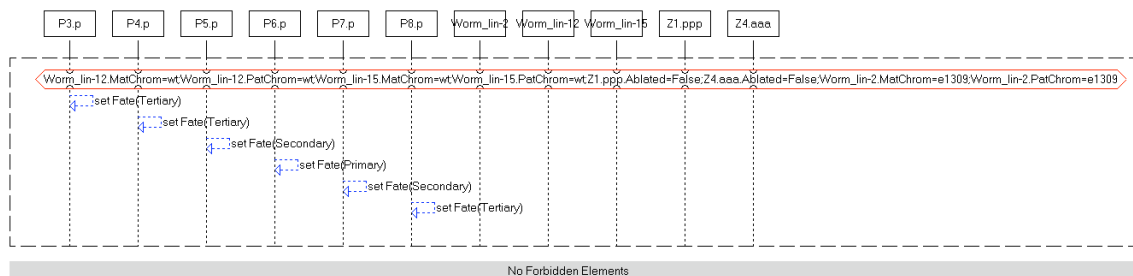 P3.p P4.p P5.p P6.p P7.p P8.p Worm_lin-2 Worm_lin-12 Worm_lin-15 Z1.ppp Z4.aaa
Worm_lin-12.MatChrom=wt;Worm_lin-12.PatChrom=wt;Worm_lin-15.MatChrom=wt;Worm_lin-15.PatChrom=wt;Z1.ppp.Ablated=False;Z4.aaa.Ablated=False;Worm_lin-2.MatChrom=e1309;Worm_lin-2.PatChrom=e1309
set Fate(Tertiary)
set Fate(Tertiary)
set Fate(Secondary)
set Fate(Primary)
set Fate(Secondary)
set Fate(Tertiary)
No Forbidden Elements